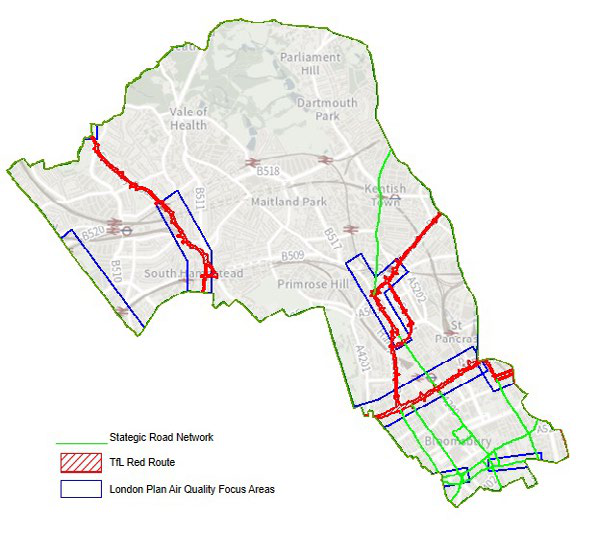 Parliament
Hill
Dartmouth
Park
Vale of
Health
B518
Kentish
Town
B511
Maitland Park
B517
B520
B509
B510
South Hampstead
Primrose Hill
A5202
St
Pancras
A4201
Bloomsbury
Stategic Road Network
TfL Red Route
London Plan Air Quality Focus Areas